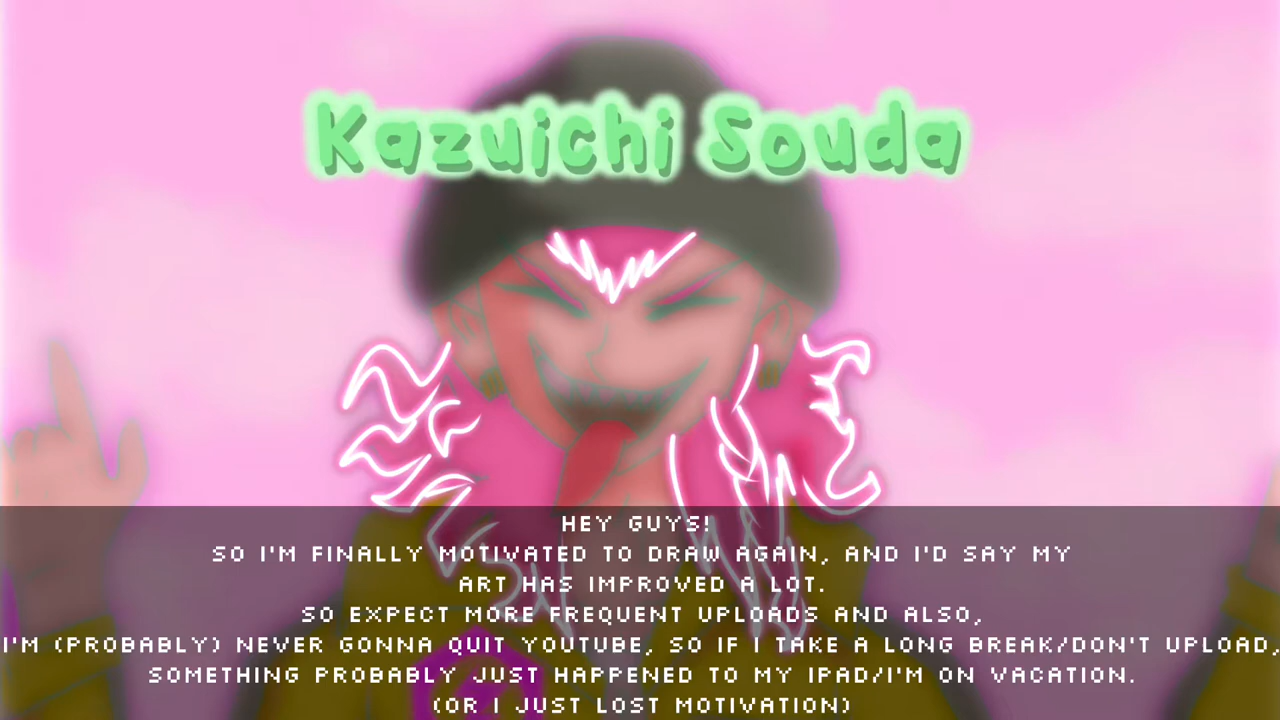 Kazuichi Souda
HEY GUYS!
SO I'M FINALLY MOTIVATED TO DRAW AGAIN, AND I'D SAY MY
ART HAS IMPROVED A LOT.
SO EXPECT MORE FREQUENT UPLOADS AND ALSO,
I'M (PROBABLY) NEVER GONNA QUIT YOUTUBE, SO IF I TAKE A LONG BREAK/DON'T UPLOAD,
SOMETHING PROBABLY JUST HAPPENED TO MY IPAD/I'M ON VACATION.
(OR I JUST LOST MOTIVATION)